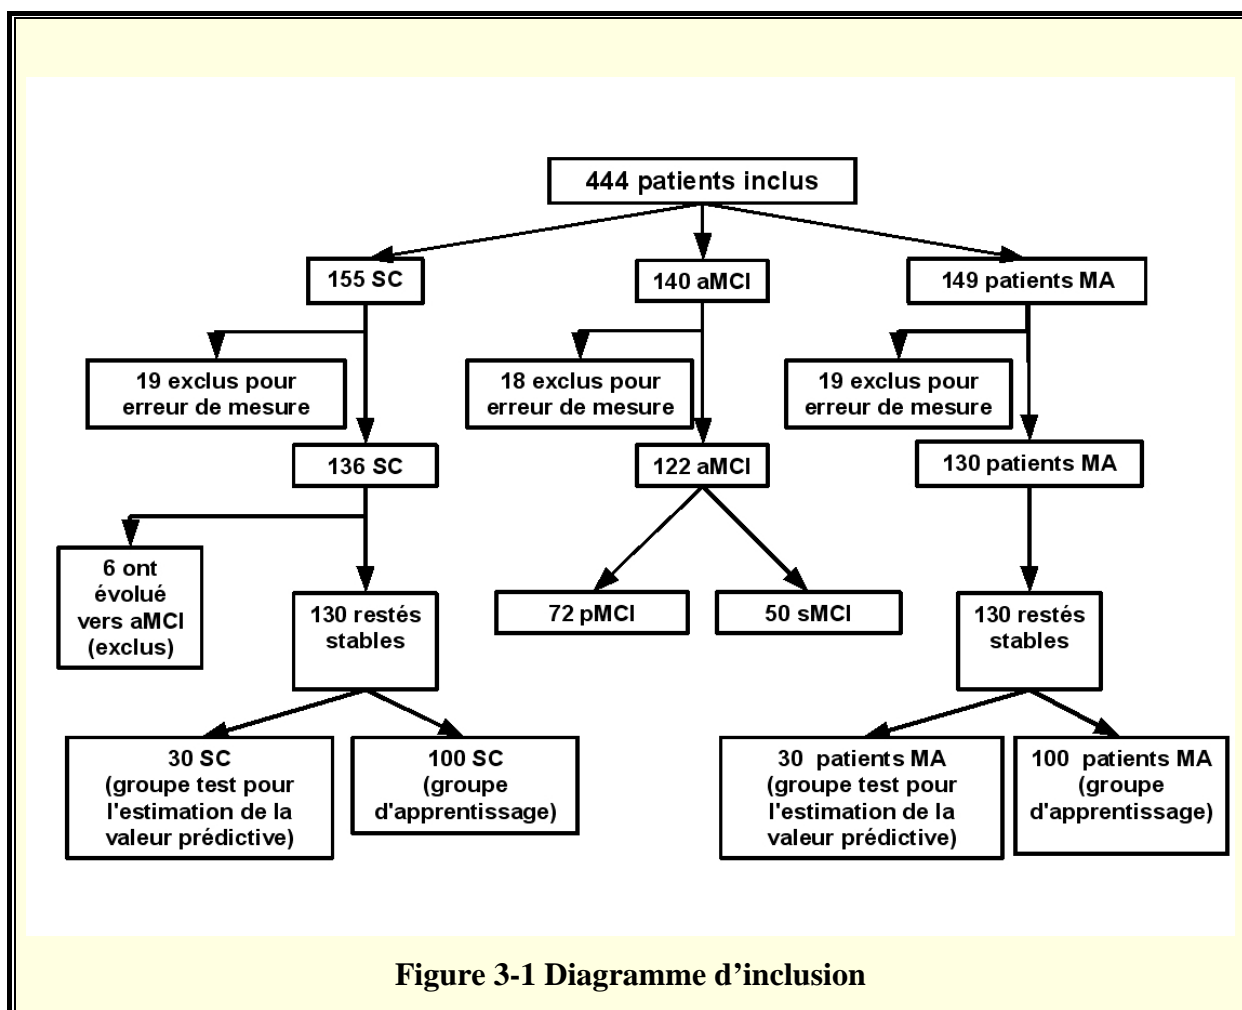 444 patients inclus
155 SC
140 aMCI
149 patients MA
19 exclus pour
erreur de mesure
18 exclus pour
erreur de mesure
19 exclus pour
erreur de mesure
136 SC
122 aMCI
130 patients MA
6 ont
évolué
vers aMCI
(exclus)
130 restés
stables
72 pMCI
50 sMCI
130 restés
stables
30 SC
(groupe test pour
l'estimation de la
valeur prédictive)
100 SC
(groupe
d'apprentissage)
30 patients MA
(groupe test pour
l'estimation de la
valeur prédictive)
100 patients MA
(groupe
d'apprentissage)
Figure 3-1 Diagramme d’inclusion